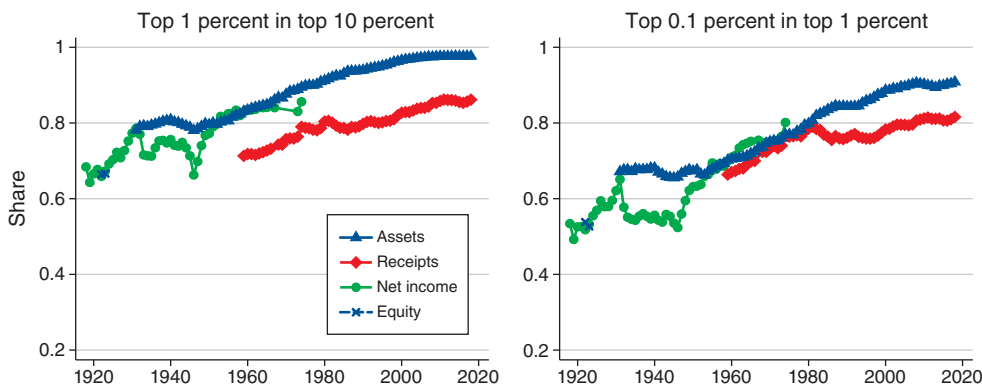 Top 1 percent in top 10 percent
Share
1
0.8
0.6
0.4
0.2
1920 1940 1960 1980 2000 2020
Assets
Receipts
Net income
Equity
Top 0.1 percent in top 1 percent
1
0.8
0.6
0.4
0.2
1920 1940 1960 1980 2000 2020